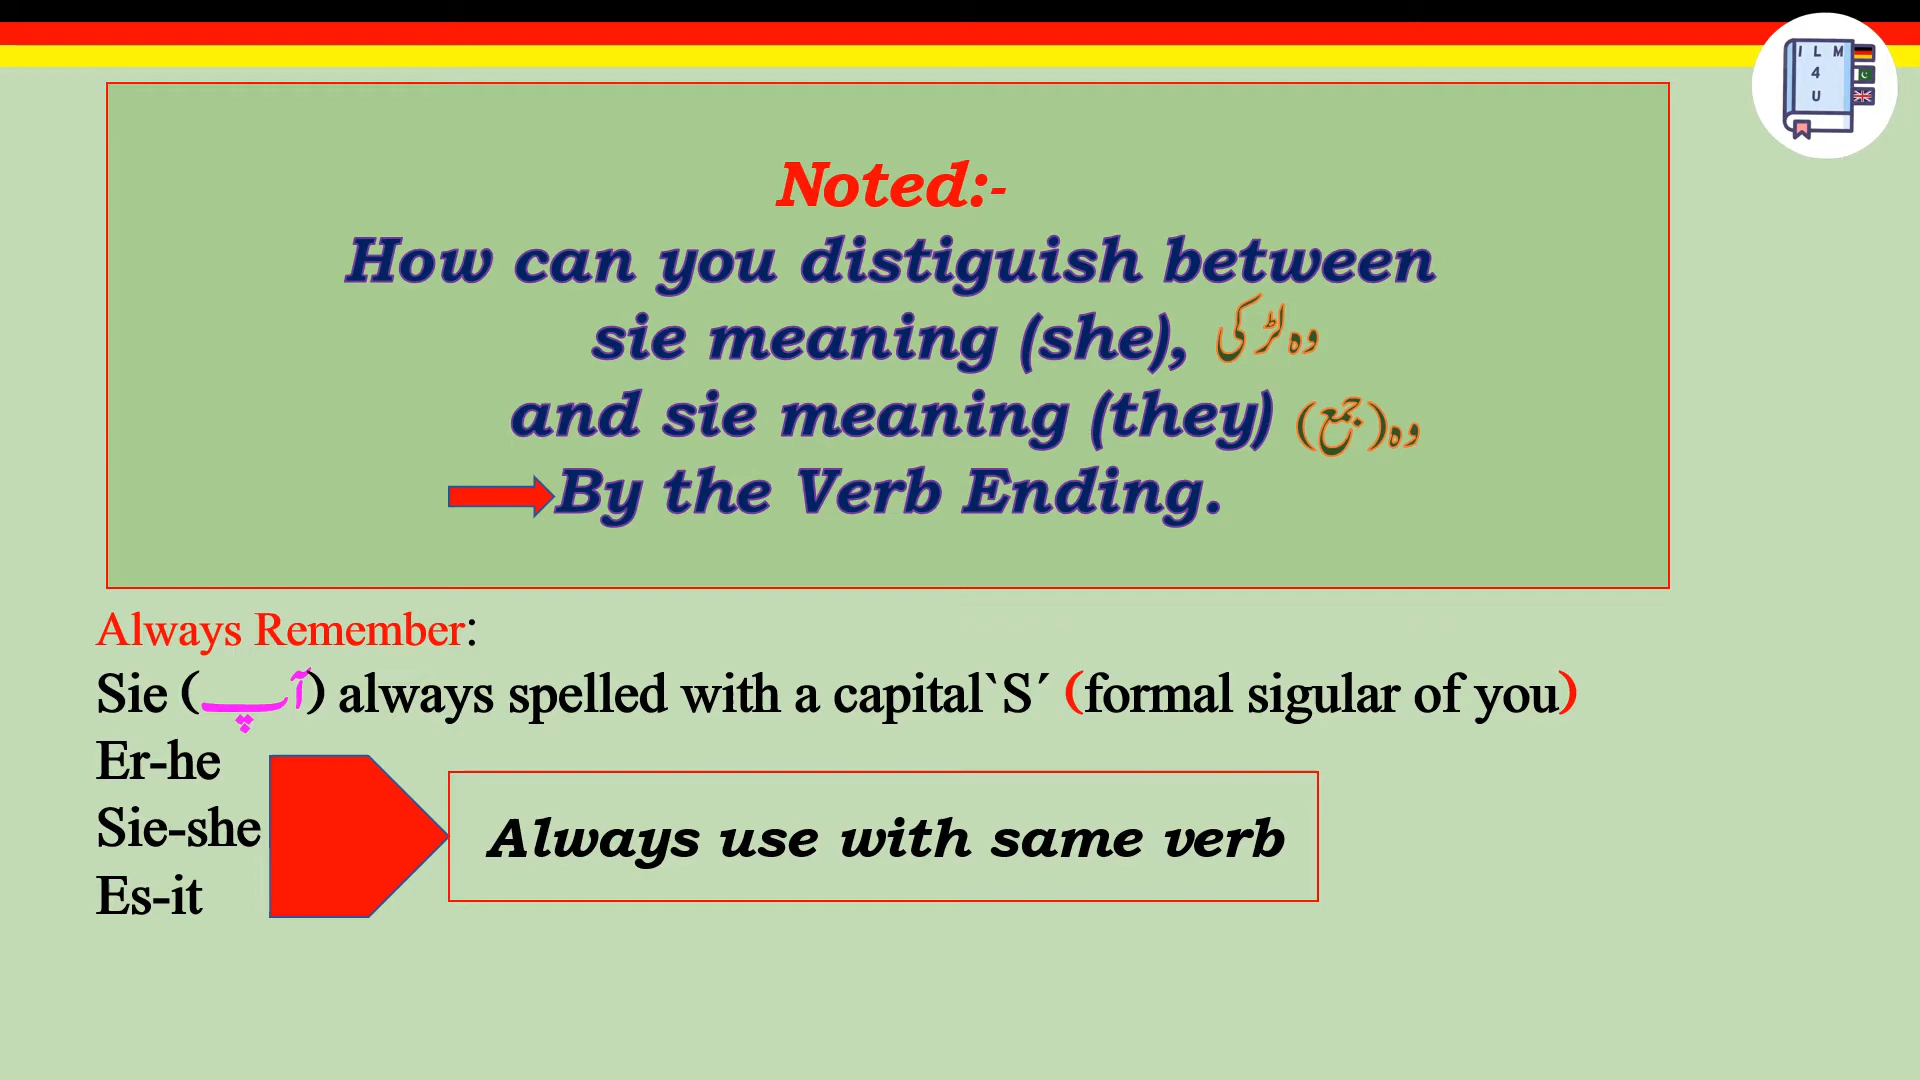 I L M
4
U
Noted:-
How can you distiguish between
sie meaning (she), وہ لڑکی
and sie meaning (they) وہ(جمع)
By the Verb Ending.
Always Remember:
Sie (آپ) always spelled with a capital`S´ (formal sigular of you)
Er-he
Sie-she
Es-it
Always use with same verb